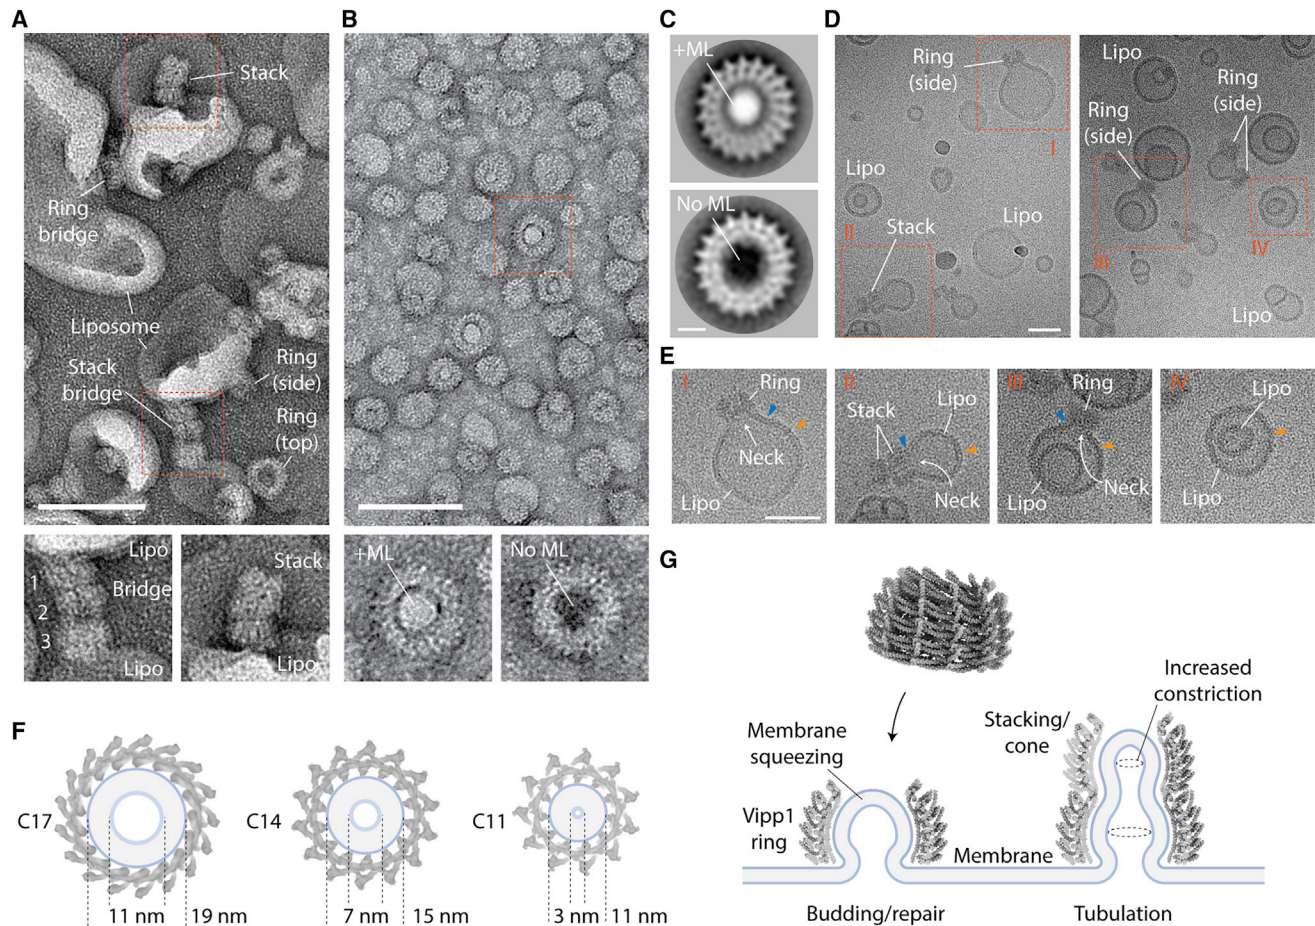 A
Stack
Ring
bridge
Liposome
Stack
bridge
Ring
(side)
Ring
(top)
1
2
3
Lipo
Bridge
Lipo
Stack
Lipo
B
+ML
No ML
C
+ML
No ML
D
Ring
(side)
I
Lipo
II
Stack
Lipo
Lipo
Ring
(side)
Ring
(side)
III
IV
Lipo
E
I
Ring
Neck
Lipo
II
Lipo
Stack
Neck
III
Ring
Lipo
Neck
IV
Lipo
Lipo
F
C17
11 nm
19 nm
C14
7 nm
15 nm
C11
3 nm
11 nm
G
Membrane
squeezing
Vipp1
ring
Stacking/
cone
Increased
constriction
Membrane
Budding/repair
Tubulation